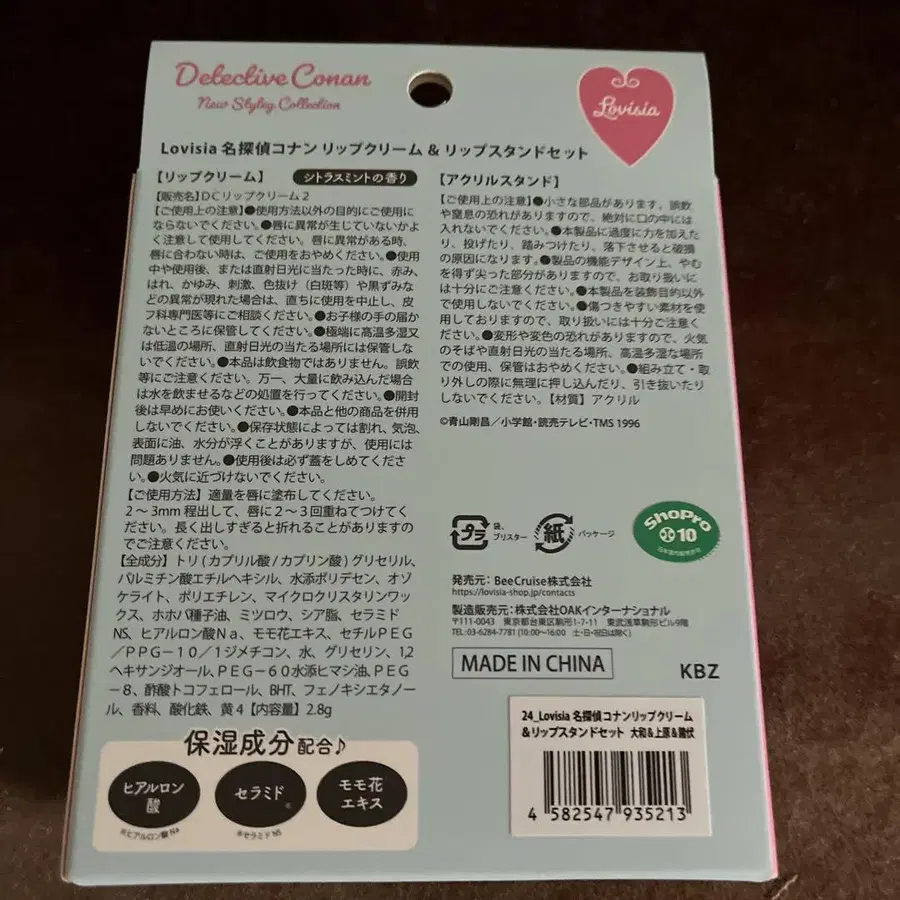 Detective Conan
New Styley Collection
Lovisia
Lovisia 名探偵コナン リップクリーム & リップスタンドセット
【リップクリーム】 シトラスミントの香り
【販売名】DCリップクリーム2
【ご使用上の注意】●使用方法以外の目的にご使用に
ならないでください。●唇に異常が生じていないかよ
く注意して使用してください。唇に異常がある時、
唇に合わない時は、ご使用をおやめください。●使用
中や使用後、または直射日光に当たった時に、赤み、
はれ、かゆみ、刺激、色抜け（白斑等）や黒ずみな
どの異常が現れた場合は、直ちに使用を中止し、皮
フ科専門医等にご相談ください。●お子様の手の届か
ないところに保管してください。●極端に高温多湿又
は低温の場所、直射日光の当たる場所には保管しな
いでください。●本品は飲食物ではありません。誤飲
等にご注意ください。万一、大量に飲み込んだ場合
は水を飲ませるなどの処置を行ってください。●開封
後は早めにお使いください。●本品と他の商品を併用
しないでください。●保存状態によっては割れ、気泡、
表面に油、水分が浮くことがありますが、使用には
問題ありません。●使用後は必ず蓋をしめてくださ
い。●火気に近づけないでください。
【ご使用方法】適量を唇に塗布してください。
2～3mm程出して、唇に2～3回重ねてつけてく
ださい。長く出しすぎると折れることがありますの
でご注意ください。
【全成分】トリ(カプリル酸/カプリン酸)グリセリル、
パルミチン酸エチルヘキシル、水添ポリデセン、オゾ
ケライト、ポリエチレン、マイクロクリスタリンワッ
クス、ホホバ種子油、ミツロウ、シア脂、セラミド
NS、ヒアルロン酸Na、モモ花エキス、セチルPEG
/PPG-10/1ジメチコン、水、グリセリン、1,2
ヘキサンジオール、PEG-60水添ヒマシ油、PEG
-8、酢酸トコフェロール、BHT、フェノキシエタノー
ル、香料、酸化鉄、黄4【内容量】2.8g
保湿成分配合♪
ヒアルロン
酸
※ヒアルロン酸Na
セラミド※
※セラミドNS
モモ花
エキス
【アクリルスタンド】
【ご使用上の注意】●小さな部品があります。誤飲
や窒息の恐れがありますので、絶対に口の中には
入れないでください。●本製品に過度に力を加えた
り、投げたり、踏みつけたり、落下させると破損
の原因になります。●製品の機能デザイン上、やむ
を得ず尖った部分がありますので、お取り扱いに
は十分にご注意ください。●本製品を装飾目的以外
で使用しないでください。●傷つきやすい素材を使
用しておりますので、取り扱いには十分ご注意く
ださい。●変形や変色の恐れがありますので、火気
のそばや直射日光の当たる場所、高温多湿な場所
での使用、保管はおやめください。●組み立て・取
り外しの際に無理に押し込んだり、引き抜いたり
しないでください。【材質】アクリル
©青山剛昌／小学館・読売テレビ・TMS 1996
プラ
袋、
ブリスター
紙
パッケージ
ShoPro
10
発売元：BeeCruise株式会社
https://lovisia-shop.jp/contacts
製造販売元：株式会社OAKインターナショナル
〒111-0043 東京都台東区駒形1-7-11 東武浅草駒形ビル9階
TEL:03-6284-7781 (10:00〜16:00 土・日・祝日は除く)
MADE IN CHINA
KBZ
24_Lovisia 名探偵コナンリップクリーム
&リップスタンドセット 大和&上原&諸伏
4 582547 935213